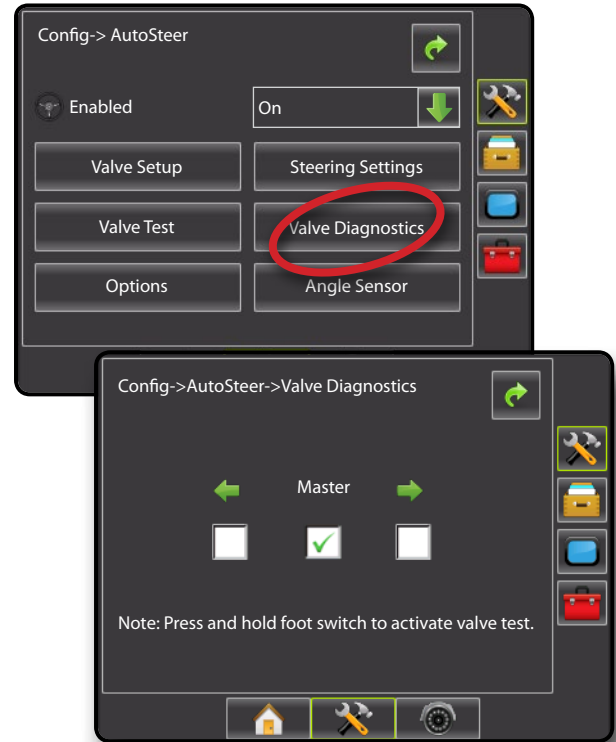 Config-> AutoSteer
Enabled
On
Valve Setup
Steering Settings
Valve Test
Valve Diagnostics
Options
Angle Sensor
Config->AutoSteer->Valve Diagnostics
Master
Note: Press and hold foot switch to activate valve test.